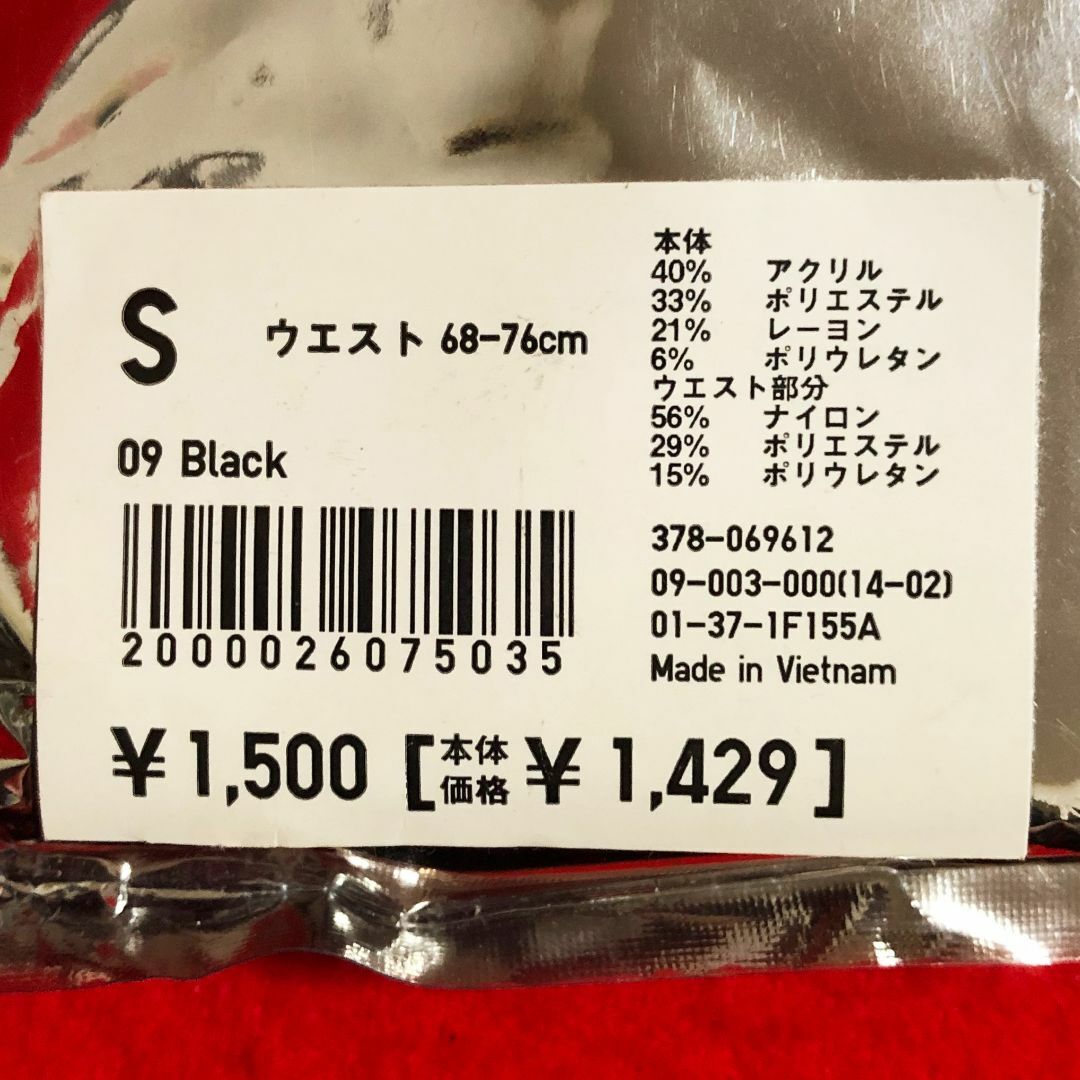 S ウエスト 68-76cm
09 Black
2000026075035
¥1,500 [本体価格 ¥1,429]
本体
40% アクリル
33% ポリエステル
21% レーヨン
6% ポリウレタン
ウエスト部分
56% ナイロン
29% ポリエステル
15% ポリウレタン
378-069612
09-003-000(14-02)
01-37-1F155A
Made in Vietnam